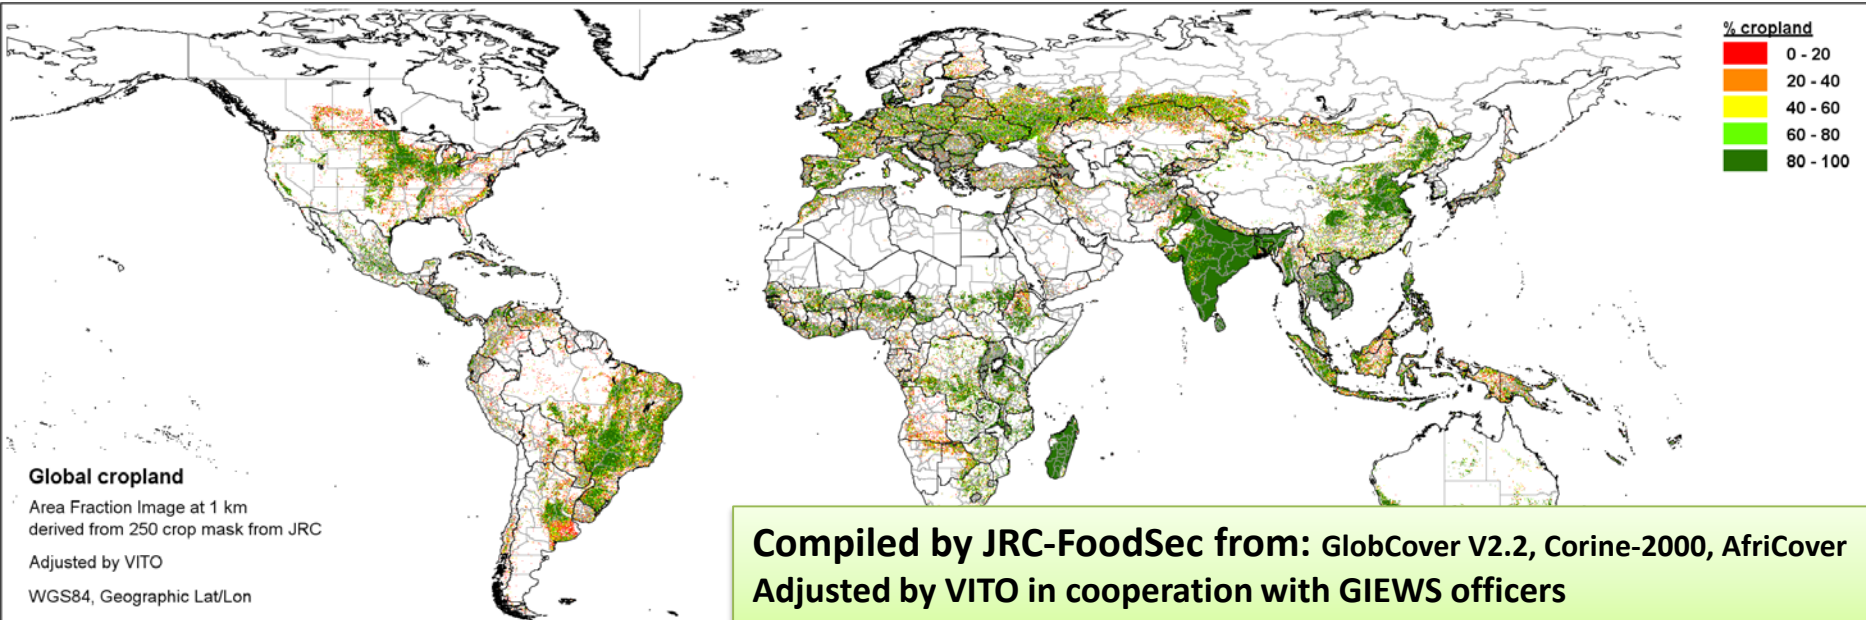 % cropland
0 - 20
20 - 40
40 - 60
60 - 80
80 - 100
Global cropland
Area Fraction Image at 1 km
derived from 250 crop mask from JRC
Adjusted by VITO
WGS84, Geographic Lat/Lon
Compiled by JRC-FoodSec from: GlobCover V2.2, Corine-2000, AfriCover
Adjusted by VITO in cooperation with GIEWS officers